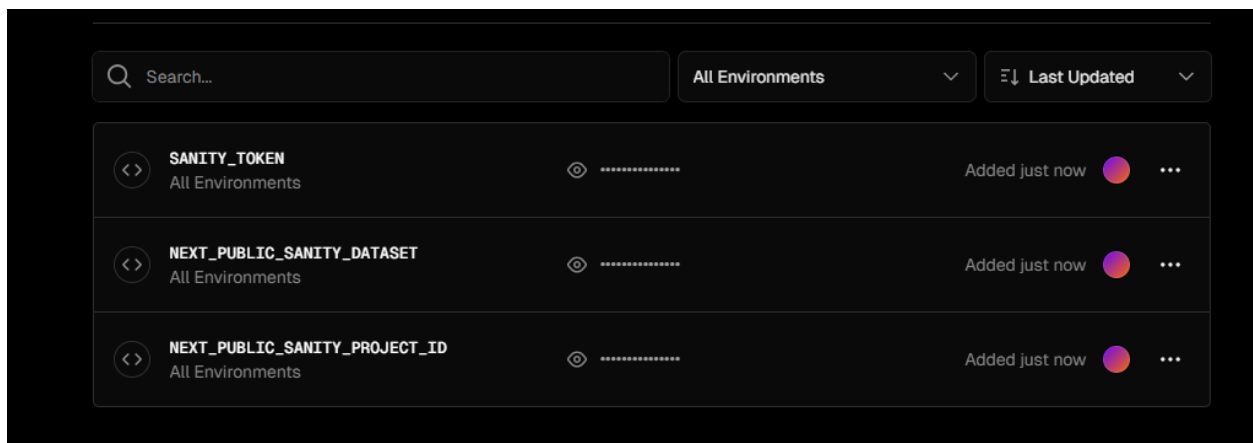 Search...
All Environments
Last Updated
SANITY_TOKEN
All Environments
Added just now
NEXT_PUBLIC_SANITY_DATASET
All Environments
Added just now
NEXT_PUBLIC_SANITY_PROJECT_ID
All Environments
Added just now